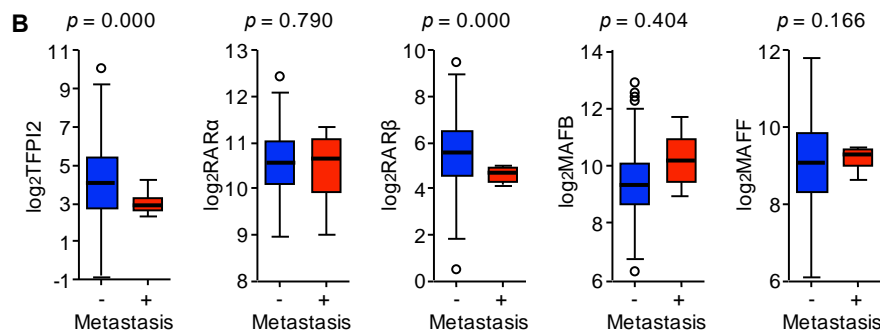 B
p = 0.000
p = 0.790
p = 0.000
p = 0.404
p = 0.166
log2TFPI2
11
9
7
5
3
1
-1
- +
Metastasis
log2RARα
13
12
11
10
9
8
- +
Metastasis
log2RARβ
10
8
6
4
2
0
- +
Metastasis
log2MAFB
14
12
10
8
6
- +
Metastasis
log2MAFF
12
10
8
6
- +
Metastasis